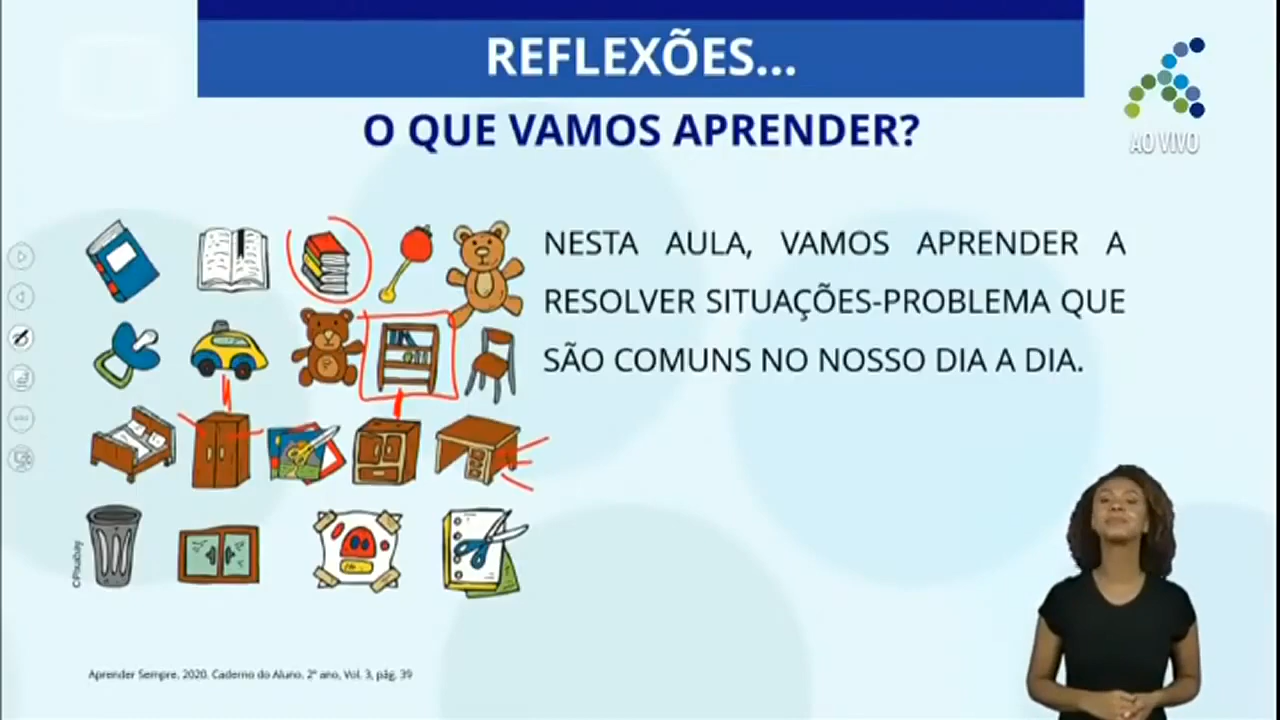 REFLEXÕES...
AO VIVO
O QUE VAMOS APRENDER?
NESTA AULA, VAMOS APRENDER A
RESOLVER SITUAÇÕES-PROBLEMA QUE
SÃO COMUNS NO NOSSO DIA A DIA.
©Pixabay
Aprender Sempre, 2020. Caderno do Aluno, 2º ano, Vol. 3, pág. 39